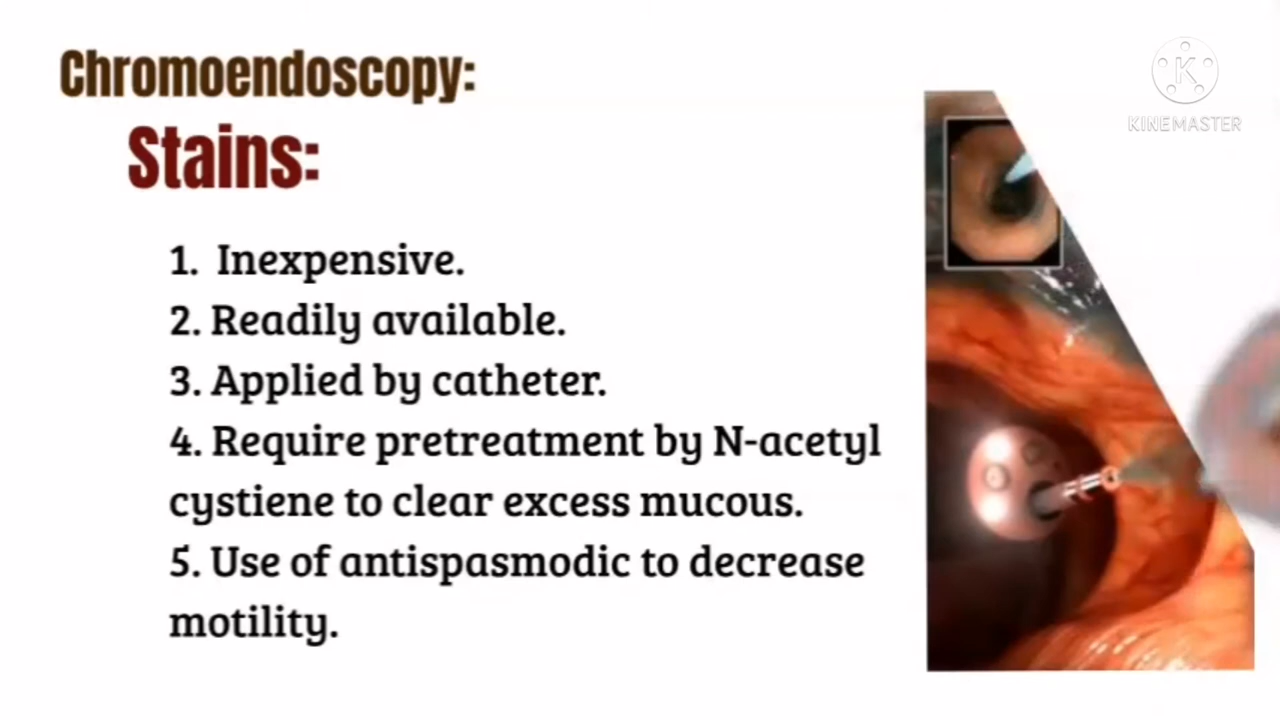 Chromoendoscopy:
Stains:
1. Inexpensive.
2. Readily available.
3. Applied by catheter.
4. Require pretreatment by N-acetyl
cystiene to clear excess mucous.
5. Use of antispasmodic to decrease
motility.
K
KINEMASTER